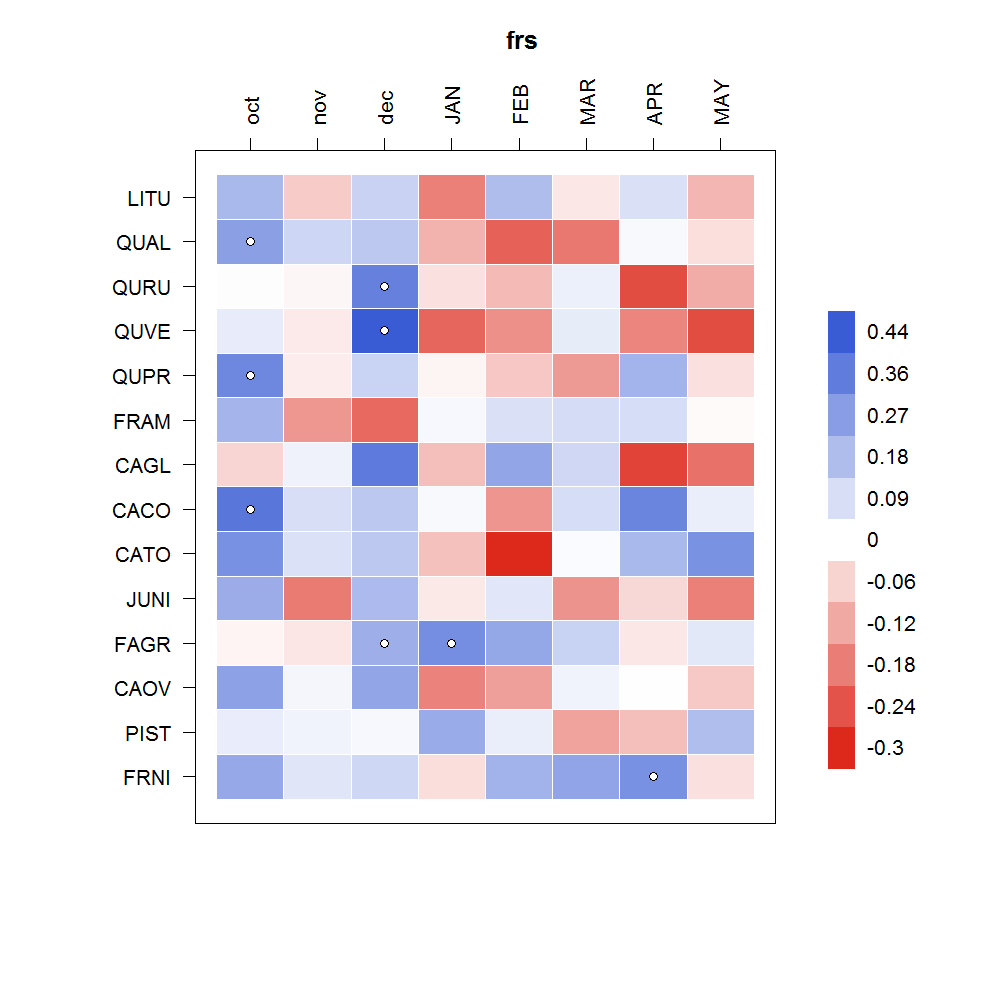 frs
oct nov dec JAN FEB MAR APR MAY
LITU
QUAL
QURU
QUVE
QUPR
FRAM
CAGL
CACO
CATO
JUNI
FAGR
CAOV
PIST
FRNI
0.44
0.36
0.27
0.18
0.09
0
-0.06
-0.12
-0.18
-0.24
-0.3